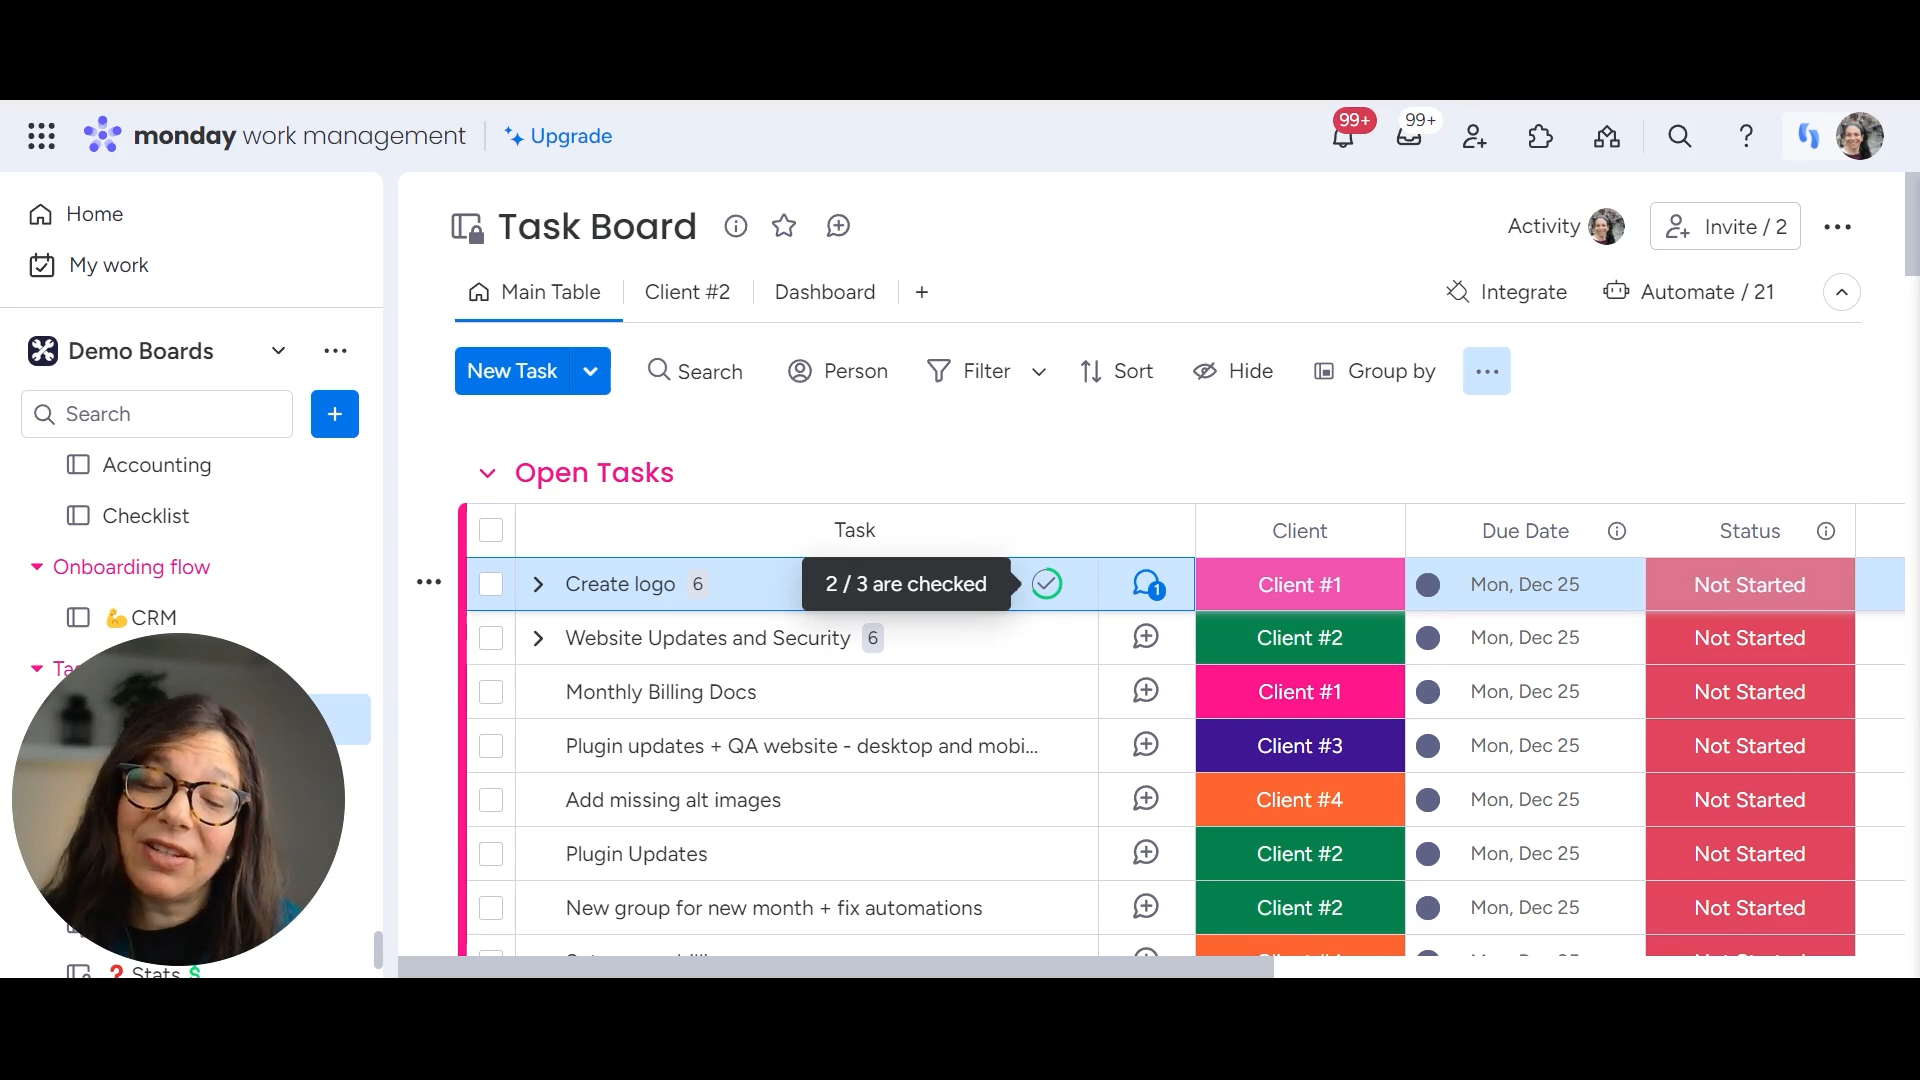 monday work management
Upgrade
99+
99+
Home
My work
Demo Boards
Search
Accounting
Checklist
Onboarding flow
💪CRM
❓ Stats $
Task Board
Activity
Invite / 2
Main Table
Client #2
Dashboard
Integrate
Automate / 21
New Task
Search
Person
Filter
Sort
Hide
Group by
Open Tasks
Task Client Due Date Status
Create logo 6 2 / 3 are checked 1 Client #1 Mon, Dec 25 Not Started
Website Updates and Security 6 Client #2 Mon, Dec 25 Not Started
Monthly Billing Docs Client #1 Mon, Dec 25 Not Started
Plugin updates + QA website - desktop and mobi... Client #3 Mon, Dec 25 Not Started
Add missing alt images Client #4 Mon, Dec 25 Not Started
Plugin Updates Client #2 Mon, Dec 25 Not Started
New group for new month + fix automations Client #2 Mon, Dec 25 Not Started